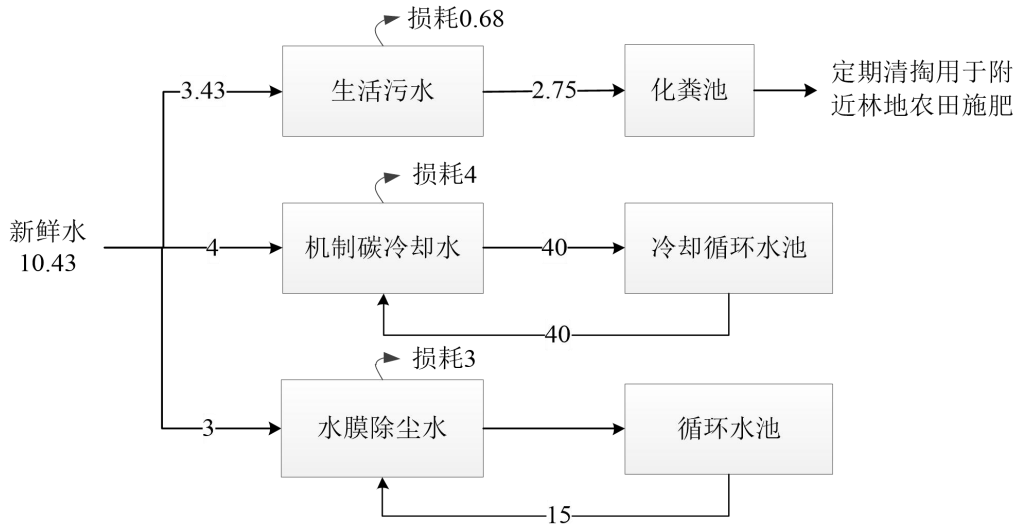 损耗0.68
3.43
生活污水
2.75
化粪池
定期清掏用于附
近林地农田施肥
损耗4
新鲜水
10.43
4
机制碳冷却水
40
冷却循环水池
40
损耗3
3
水膜除尘水
循环水池
15